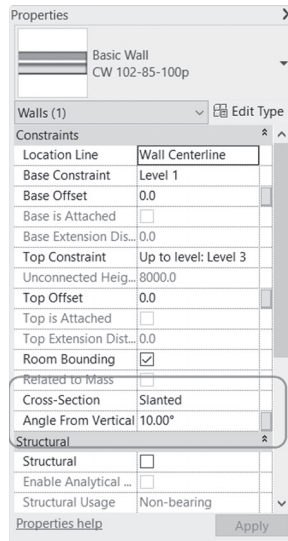 Properties
Basic Wall
CW 102-85-100p
Walls (1) Edit Type
Constraints
Location Line Wall Centerline
Base Constraint Level 1
Base Offset 0.0
Base is Attached
Base Extension Dis... 0.0
Top Constraint Up to level: Level 3
Unconnected Heig... 8000.0
Top Offset 0.0
Top is Attached
Top Extension Dist... 0.0
Room Bounding
Related to Mass
Cross-Section Slanted
Angle From Vertical 10.00°
Structural
Structural
Enable Analytical ...
Structural Usage Non-bearing
Properties help Apply